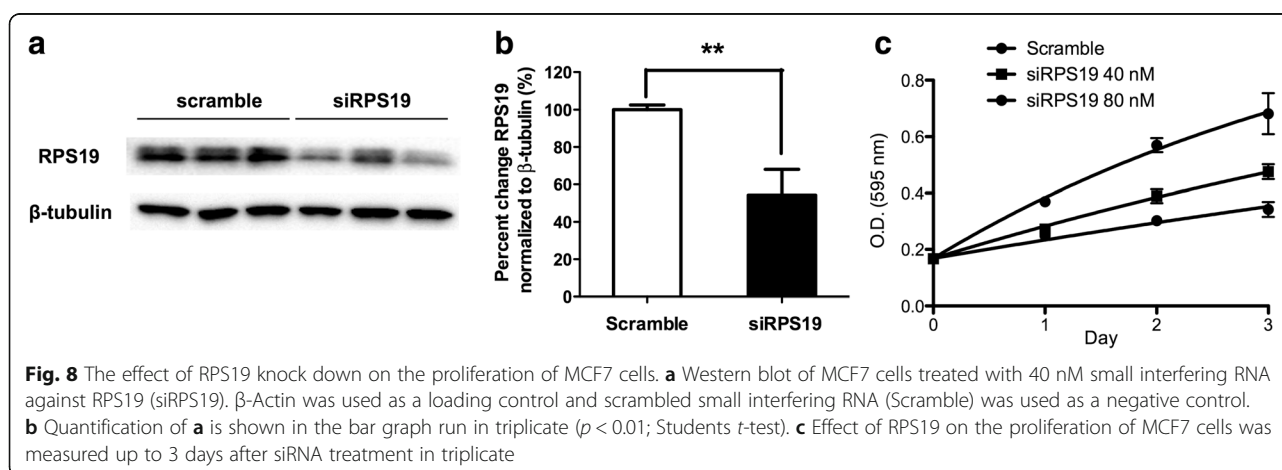 a
scramble siRPS19
RPS19
β-tubulin
b
**
Percent change RPS19
normalized to β-tubulin (%)
120
100
80
60
40
20
0
Scramble siRPS19
c
Scramble
siRPS19 40 nM
siRPS19 80 nM
O.D. (595 nm)
0.8
0.6
0.4
0.2
0.0
0 1 2 3
Day
Fig. 8 The effect of RPS19 knock down on the proliferation of MCF7 cells. a Western blot of MCF7 cells treated with 40 nM small interfering RNA
against RPS19 (siRPS19). β-Actin was used as a loading control and scrambled small interfering RNA (Scramble) was used as a negative control.
b Quantification of a is shown in the bar graph run in triplicate (p < 0.01; Students t-test). c Effect of RPS19 on the proliferation of MCF7 cells was
measured up to 3 days after siRNA treatment in triplicate